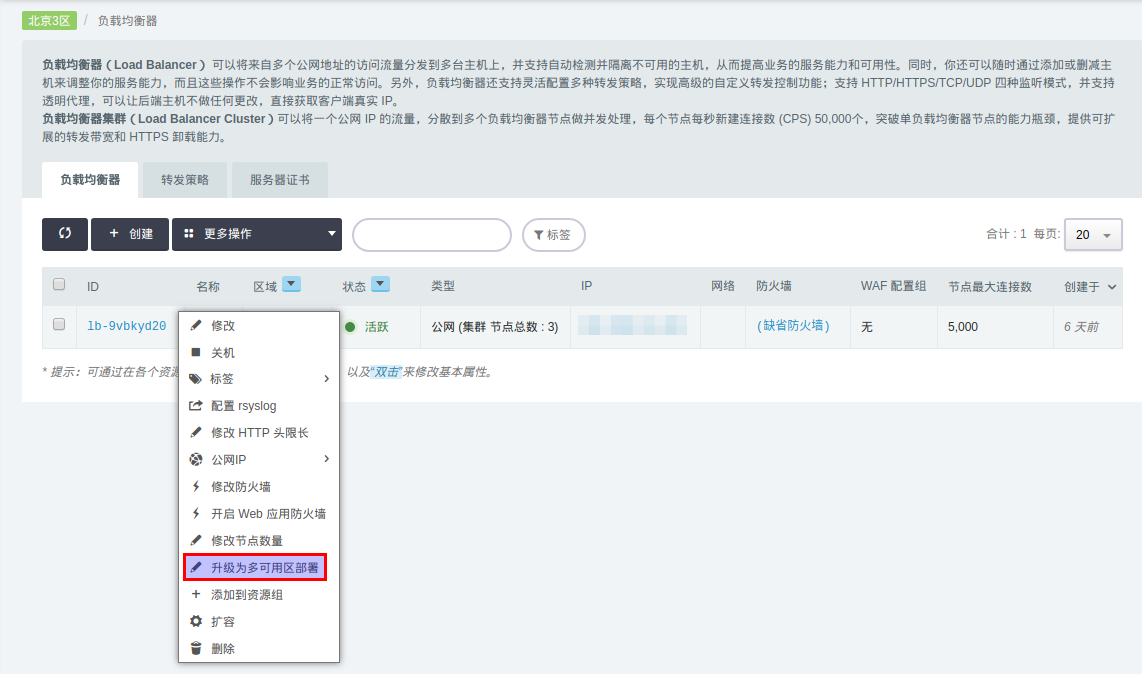 北京3区 / 负载均衡器
负载均衡器（Load Balancer） 可以将来自多个公网地址的访问流量分发到多台主机上，并支持自动检测并隔离不可用的主机，从而提高业务的服务能力和可用性。同时，你还可以随时通过添加或删减主
机来调整你的服务能力，而且这些操作不会影响业务的正常访问。另外，负载均衡器还支持灵活配置多种转发策略，实现高级的自定义转发控制功能；支持 HTTP/HTTPS/TCP/UDP 四种监听模式，并支持
透明代理，可以让后端主机不做任何更改，直接获取客户端真实 IP。
负载均衡器集群（Load Balancer Cluster）可以将一个公网 IP 的流量，分散到多个负载均衡器节点做并发处理，每个节点每秒新建连接数 (CPS) 50,000个，突破单负载均衡器节点的能力瓶颈，提供可扩
展的转发带宽和 HTTPS 卸载能力。
负载均衡器 转发策略 服务器证书
+ 创建 更多操作 标签 合计 : 1 每页: 20
ID 名称 区域 状态 类型 IP 网络 防火墙 WAF 配置组 节点最大连接数 创建于
lb-9vbkyd20 活跃 公网 (集群 节点总数 : 3) (缺省防火墙) 无 5,000 6 天前
* 提示：可通过在各个资源 以及“双击”来修改基本属性。
修改
关机
标签
配置 rsyslog
修改 HTTP 头限长
公网IP
修改防火墙
开启 Web 应用防火墙
修改节点数量
升级为多可用区部署
+ 添加到资源组
扩容
删除